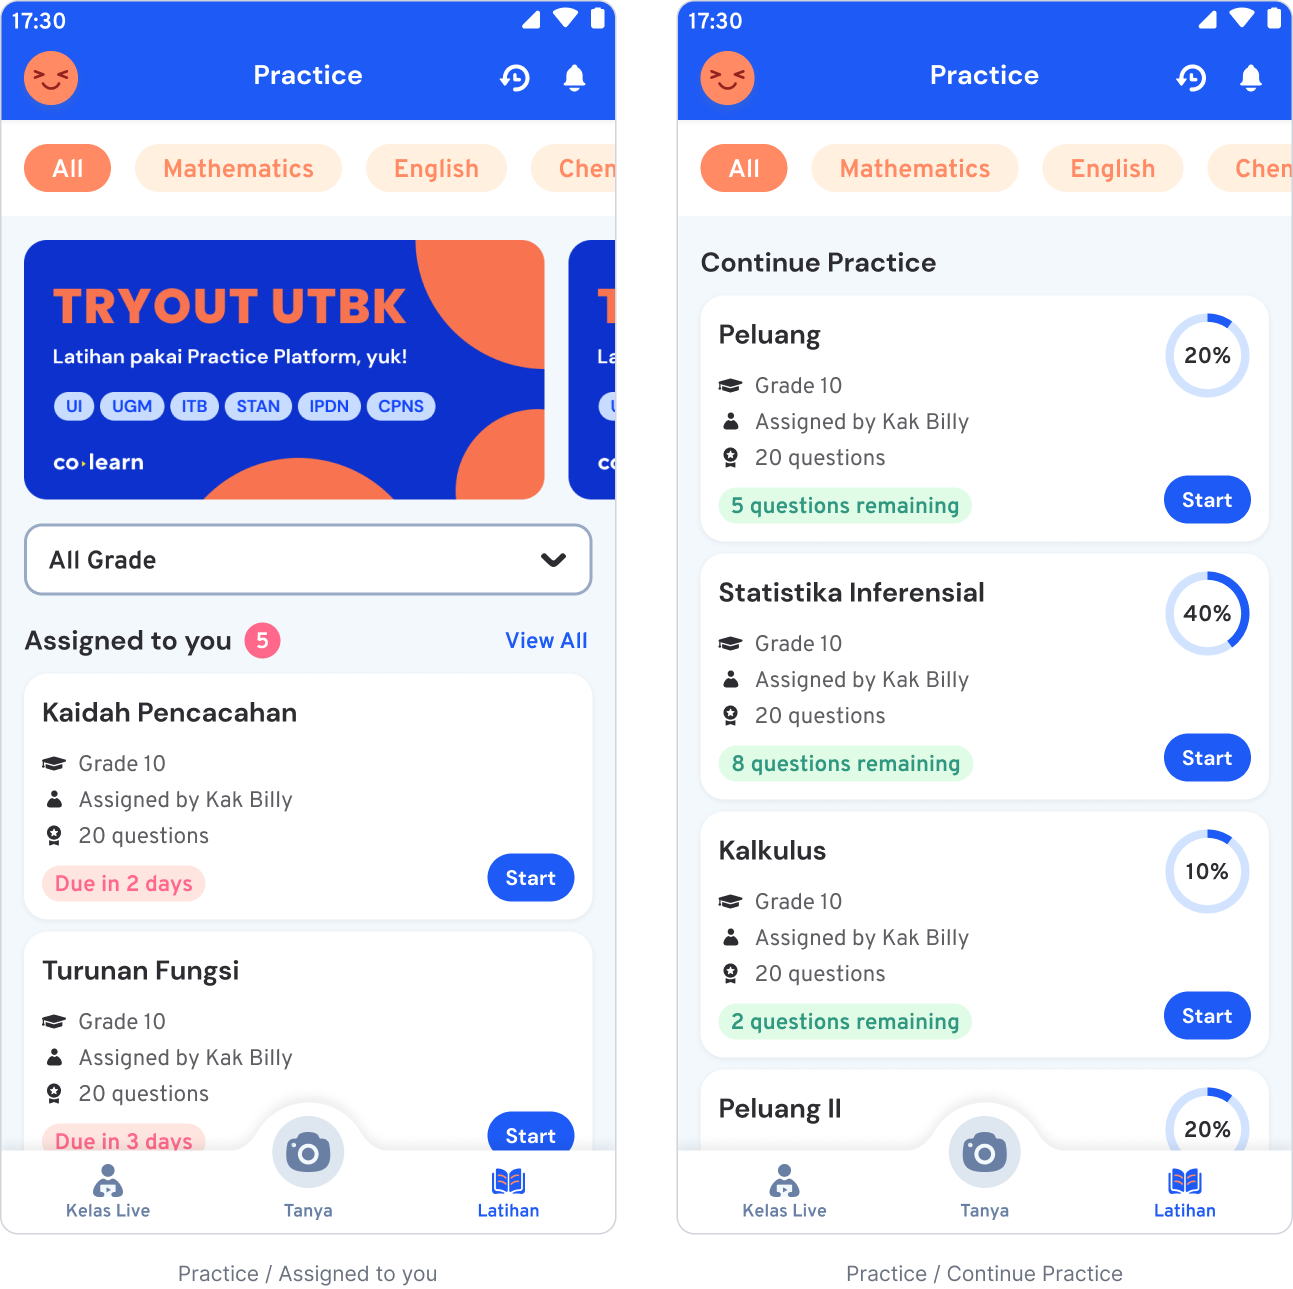 17:30
Practice
All
Mathematics
English
Chem
TRYOUT UTBK
Latihan pakai Practice Platform, yuk!
UI
UGM
ITB
STAN
IPDN
CPNS
co·learn
All Grade
Assigned to you 5
View All
Kaidah Pencacahan
Grade 10
Assigned by Kak Billy
20 questions
Due in 2 days
Start
Turunan Fungsi
Grade 10
Assigned by Kak Billy
20 questions
Due in 3 days
Start
Kelas Live
Tanya
Latihan
Practice / Assigned to you
17:30
Practice
All
Mathematics
English
Chem
Continue Practice
Peluang
20%
Grade 10
Assigned by Kak Billy
20 questions
5 questions remaining
Start
Statistika Inferensial
40%
Grade 10
Assigned by Kak Billy
20 questions
8 questions remaining
Start
Kalkulus
10%
Grade 10
Assigned by Kak Billy
20 questions
2 questions remaining
Start
Peluang II
20%
Kelas Live
Tanya
Latihan
Practice / Continue Practice